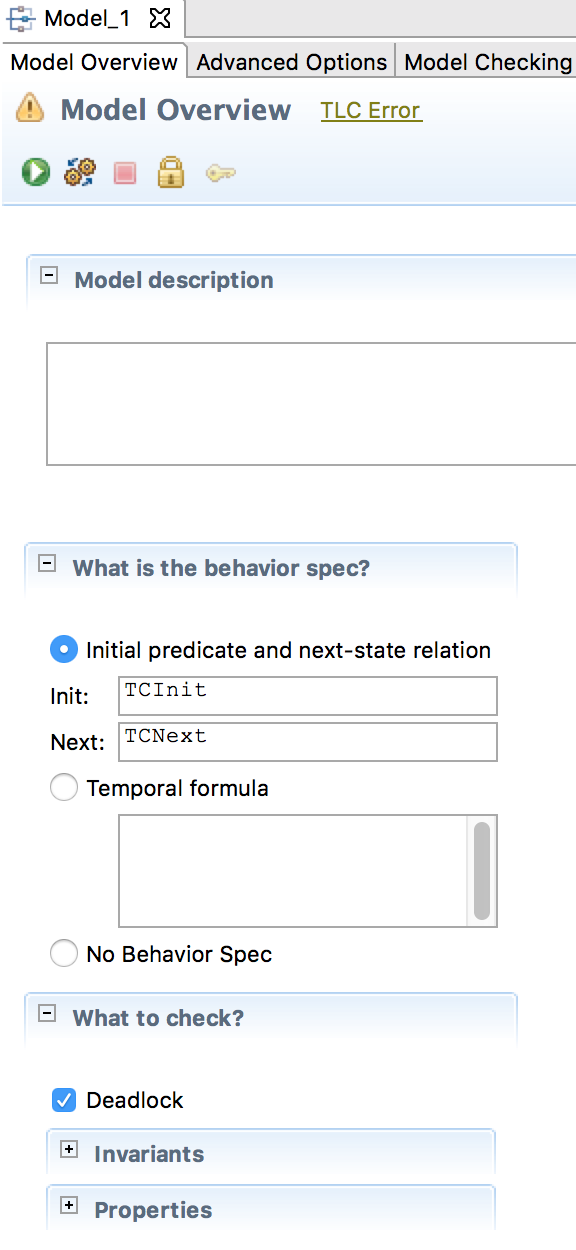 Model_1
Model Overview Advanced Options Model Checking
Model Overview TLC Error
Model description
What is the behavior spec?
Initial predicate and next-state relation
Init: TCInit
Next: TCNext
Temporal formula
No Behavior Spec
What to check?
Deadlock
Invariants
Properties